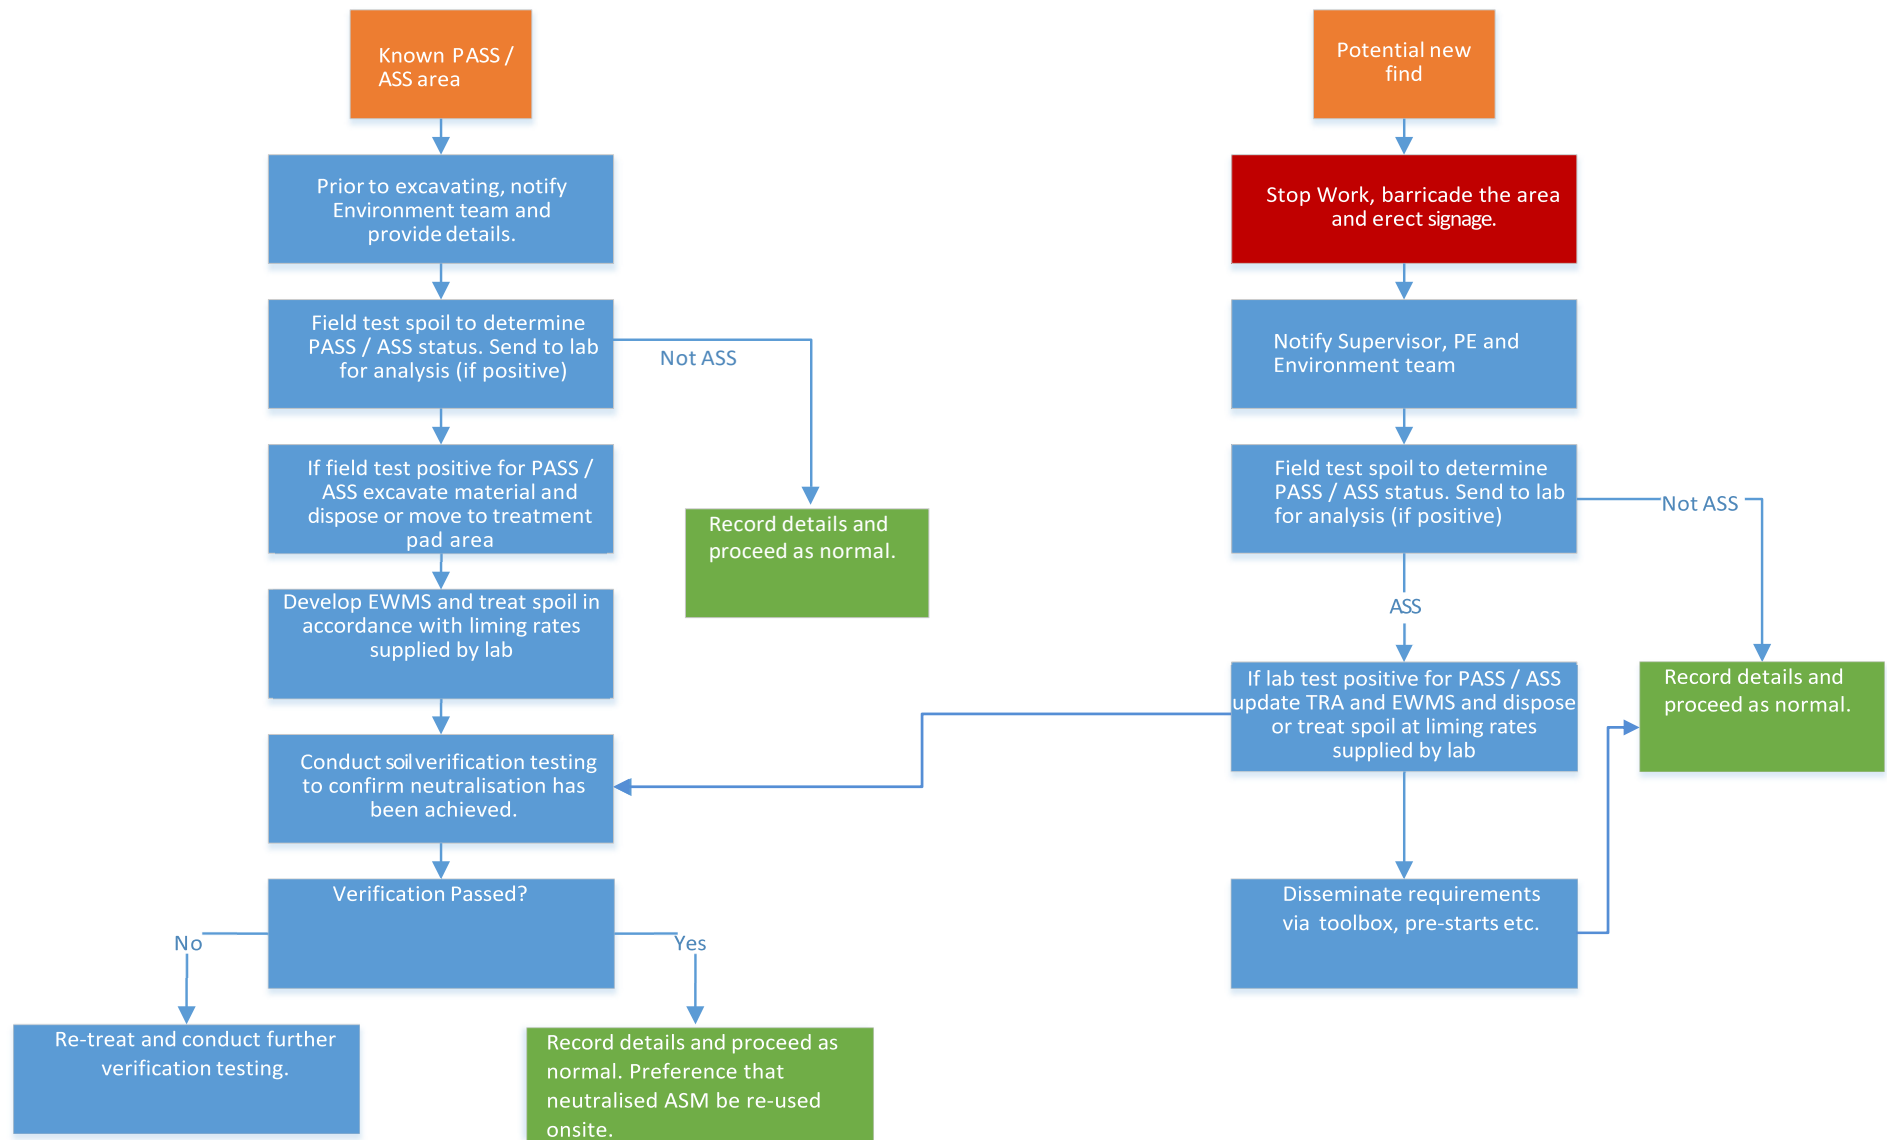 Known PASS /
ASS area
Prior to excavating, notify
Environment team and
provide details.
Field test spoil to determine
PASS / ASS status. Send to lab
for analysis (if positive)
Not ASS
If field test positive for PASS /
ASS excavate material and
dispose or move to treatment
pad area
Record details and
proceed as normal.
Develop EWMS and treat spoil in
accordance with liming rates
supplied by lab
Conduct soil verification testing
to confirm neutralisation has
been achieved.
Verification Passed?
No
Yes
Re-treat and conduct further
verification testing.
Record details and proceed as
normal. Preference that
neutralised ASM be re-used
onsite.
Potential new
find
Stop Work, barricade the area
and erect signage.
Notify Supervisor, PE and
Environment team
Field test spoil to determine
PASS / ASS status. Send to lab
for analysis (if positive)
Not ASS
ASS
If lab test positive for PASS / ASS
update TRA and EWMS and dispose
or treat spoil at liming rates
supplied by lab
Record details and
proceed as normal.
Disseminate requirements
via toolbox, pre-starts etc.